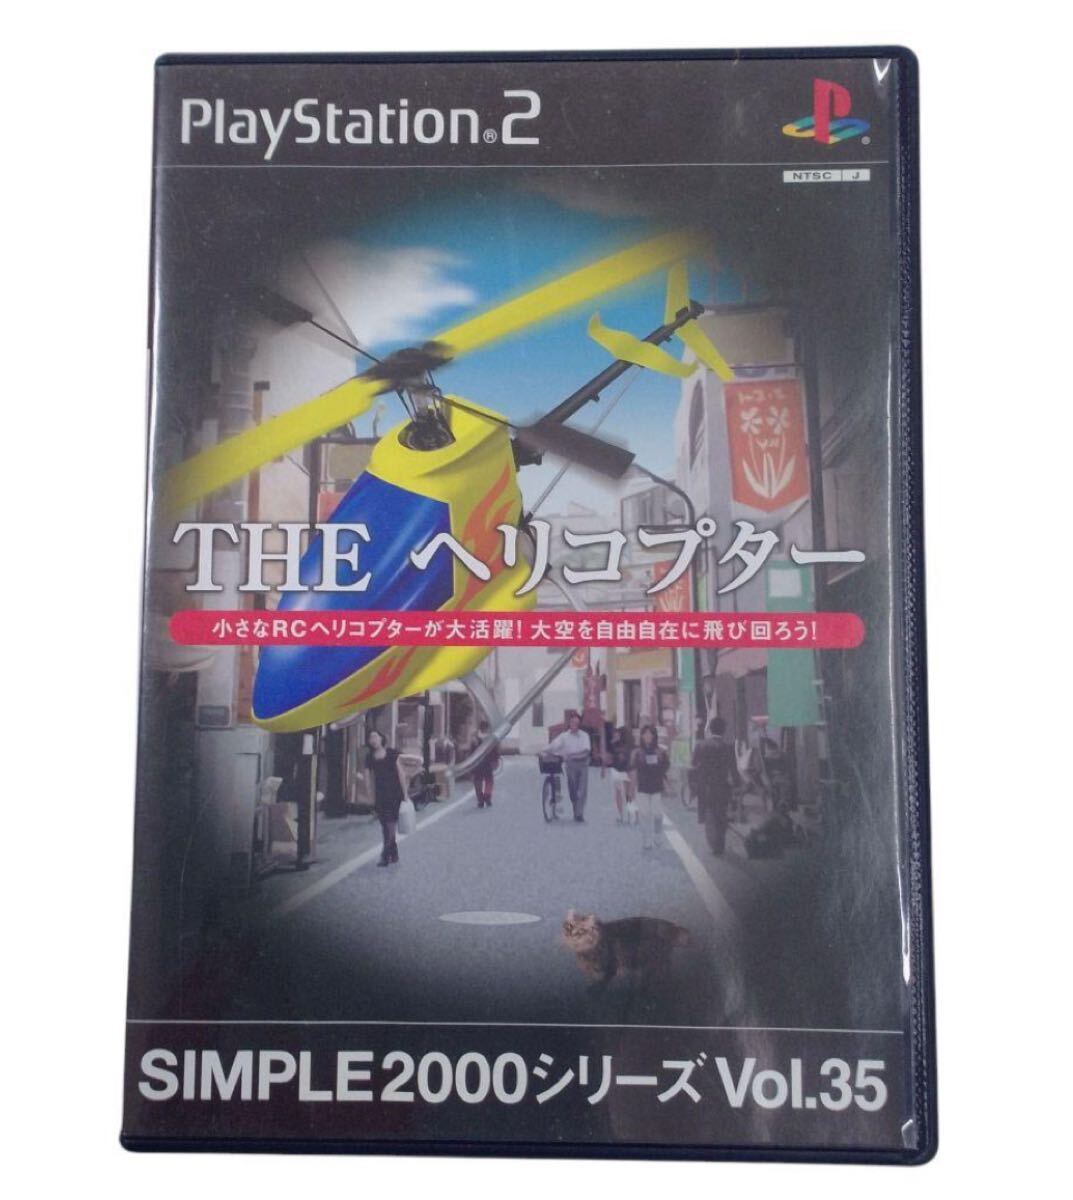 PlayStation®2
NTSC J
THE ヘリコプター
小さなRCヘリコプターが大活躍！大空を自由自在に飛び回ろう！
SIMPLE2000シリーズ Vol.35